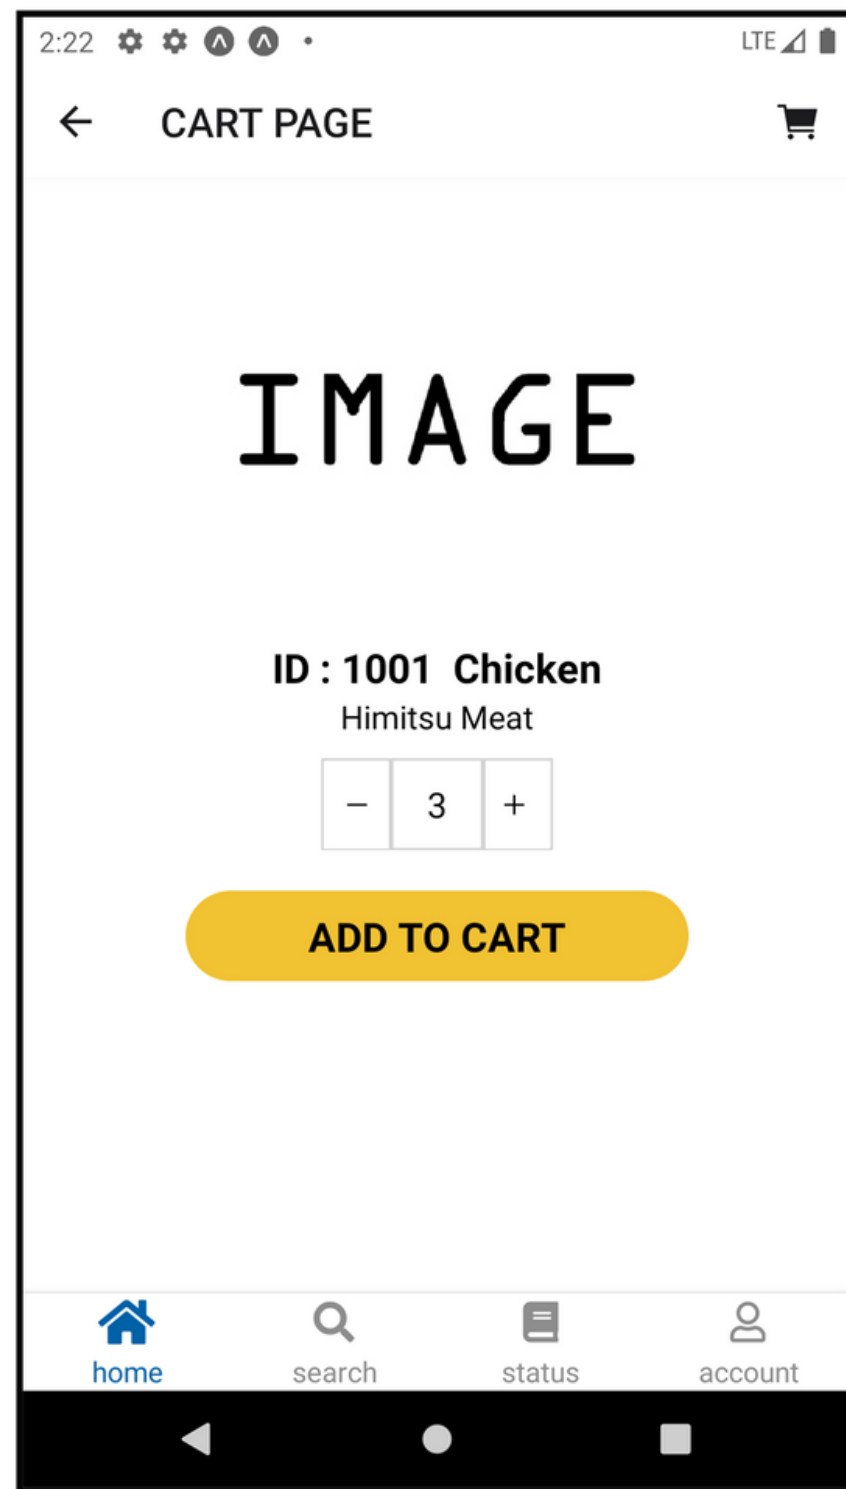 2:22 LTE
CART PAGE
IMAGE
ID : 1001 Chicken
Himitsu Meat
− 3 +
ADD TO CART
home search status account